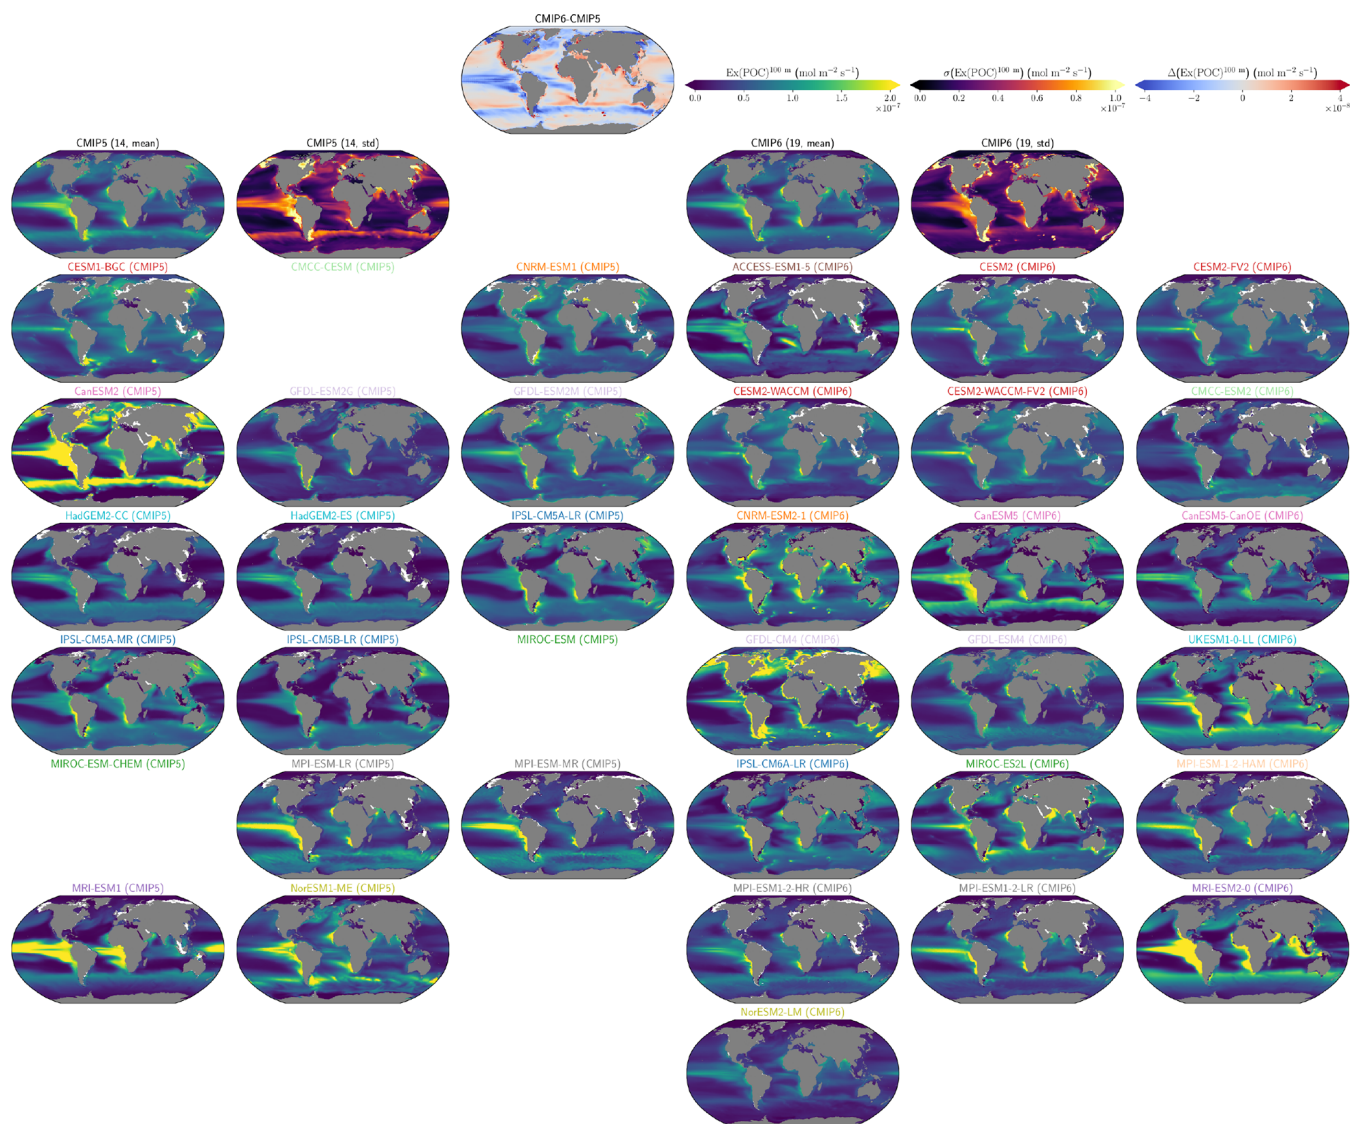 CMIP6-CMIP5
Ex(POC)^100 m (mol m−2 s−1)
0.0 0.5 1.0 1.5 2.0
×10−7
σ(Ex(POC)^100 m) (mol m−2 s−1)
0.0 0.2 0.4 0.6 0.8 1.0
×10−7
Δ(Ex(POC)^100 m) (mol m−2 s−1)
−4 −2 0 2 4
×10−8
CMIP5 (14, mean) CMIP5 (14, std) CMIP6 (19, mean) CMIP6 (19, std)
CESM1-BGC (CMIP5) CMCC-CESM (CMIP5) CNRM-ESM1 (CMIP5) ACCESS-ESM1-5 (CMIP6) CESM2 (CMIP6) CESM2-FV2 (CMIP6)
CanESM2 (CMIP5) GFDL-ESM2G (CMIP5) GFDL-ESM2M (CMIP5) CESM2-WACCM (CMIP6) CESM2-WACCM-FV2 (CMIP6) CMCC-ESM2 (CMIP6)
HadGEM2-CC (CMIP5) HadGEM2-ES (CMIP5) IPSL-CM5A-LR (CMIP5) CNRM-ESM2-1 (CMIP6) CanESM5 (CMIP6) CanESM5-CanOE (CMIP6)
IPSL-CM5A-MR (CMIP5) IPSL-CM5B-LR (CMIP5) MIROC-ESM (CMIP5) GFDL-CM4 (CMIP6) GFDL-ESM4 (CMIP6) UKESM1-0-LL (CMIP6)
MIROC-ESM-CHEM (CMIP5) MPI-ESM-LR (CMIP5) MPI-ESM-MR (CMIP5) IPSL-CM6A-LR (CMIP6) MIROC-ES2L (CMIP6) MPI-ESM-1-2-HAM (CMIP6)
MRI-ESM1 (CMIP5) NorESM1-ME (CMIP5) MPI-ESM1-2-HR (CMIP6) MPI-ESM1-2-LR (CMIP6) MRI-ESM2-0 (CMIP6)
NorESM2-LM (CMIP6)